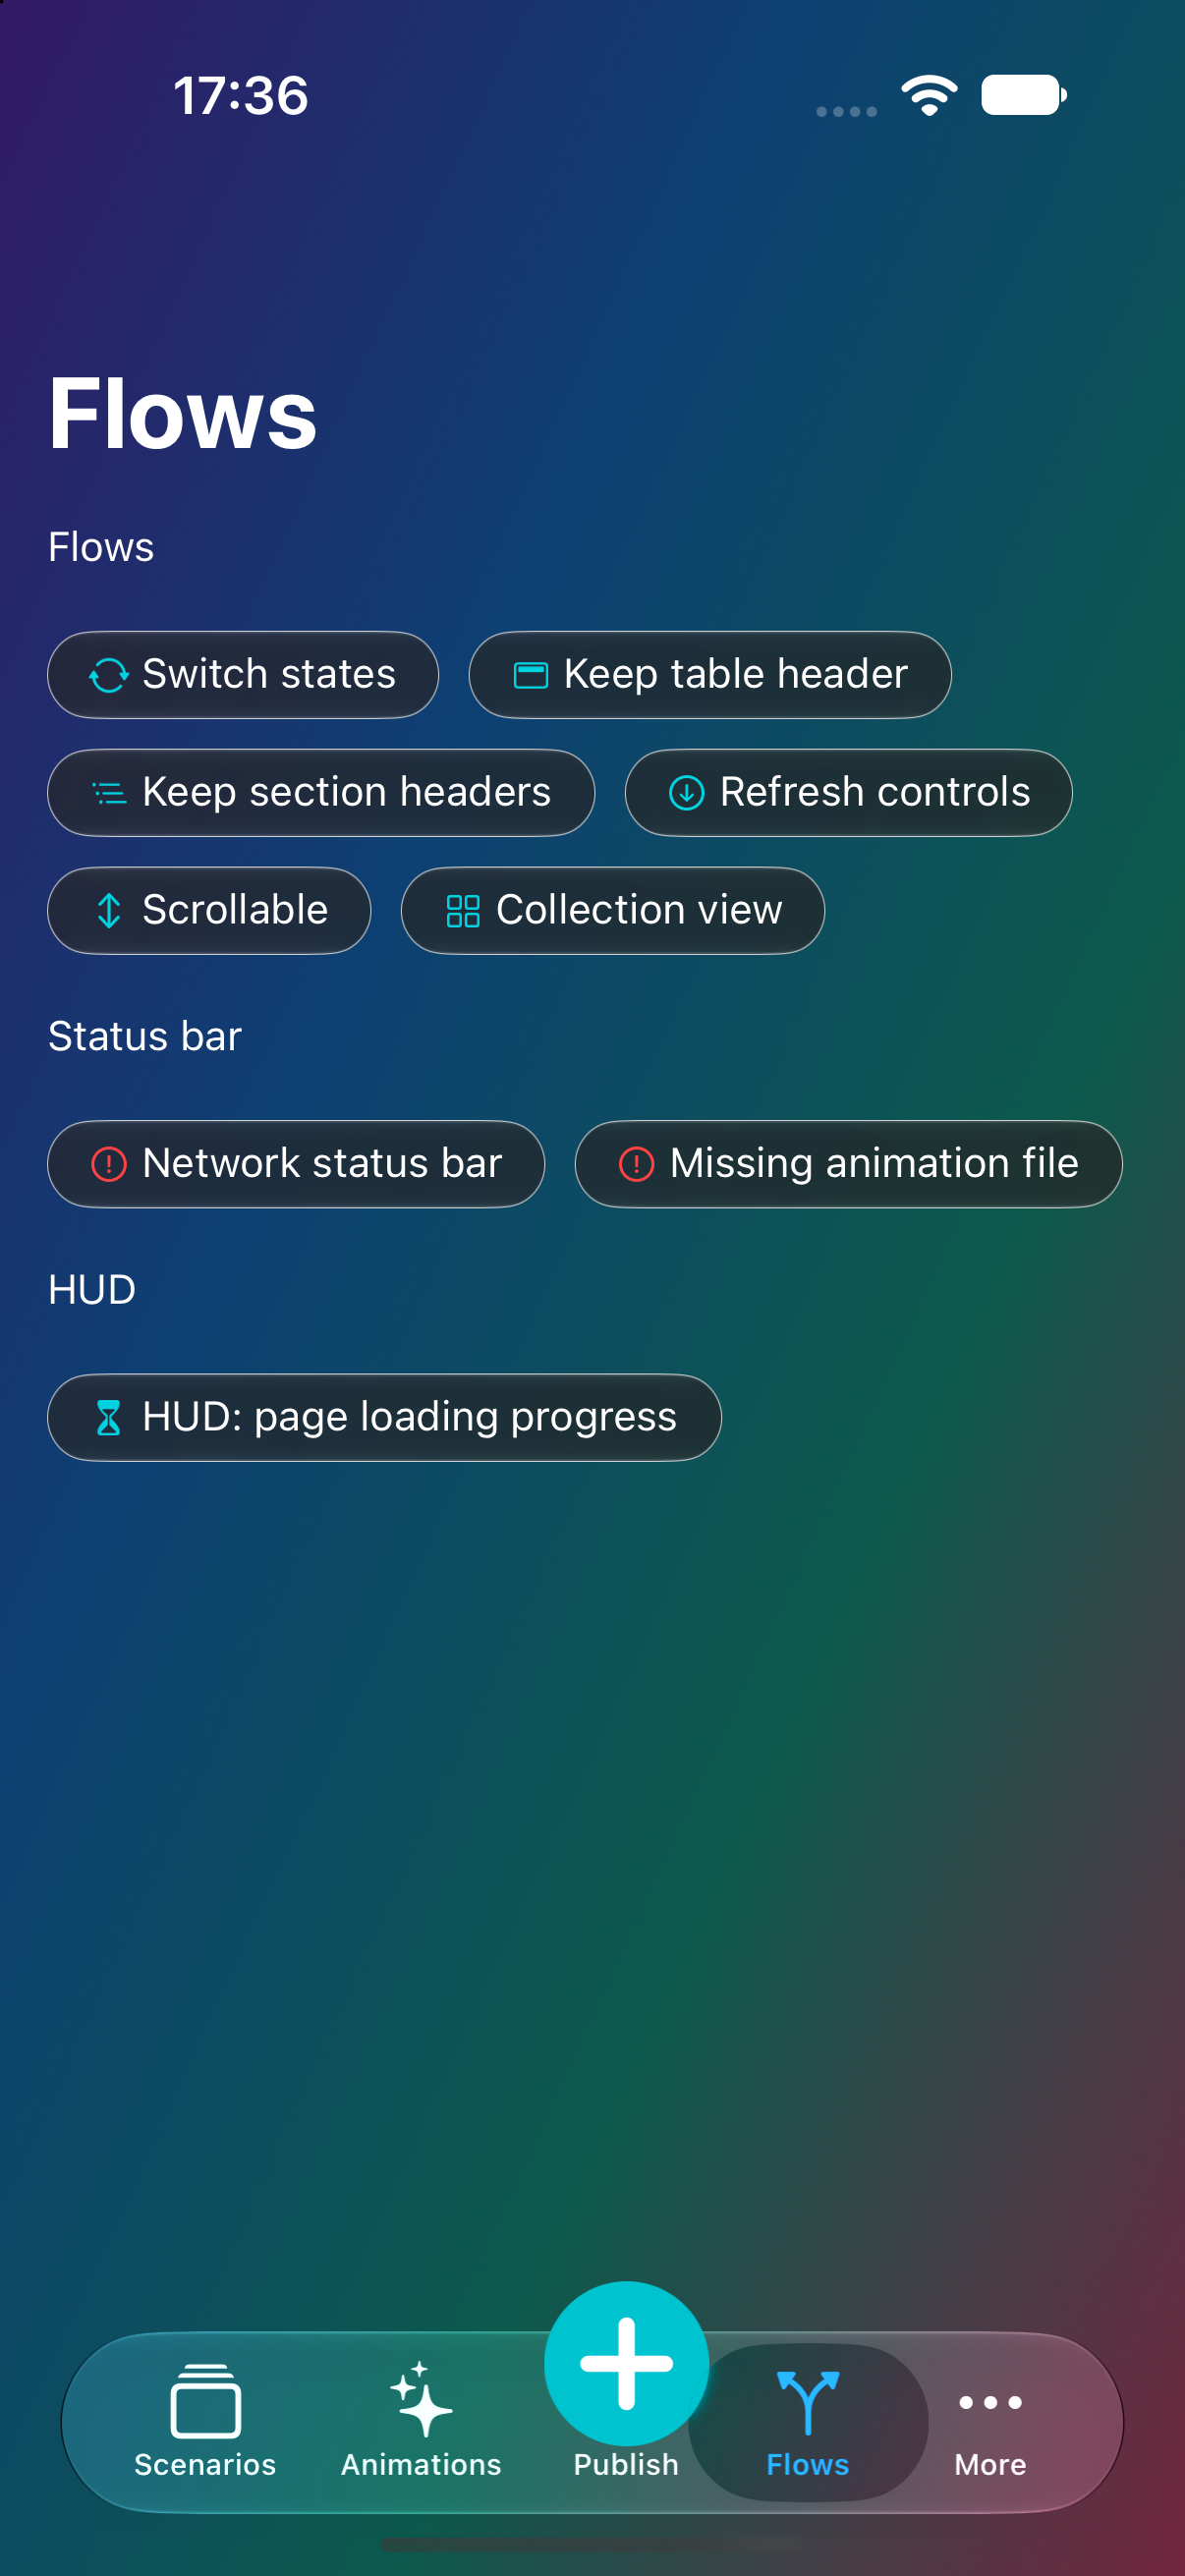 17:36
Flows
Flows
Switch states
Keep table header
Keep section headers
Refresh controls
Scrollable
Collection view
Status bar
Network status bar
Missing animation file
HUD
HUD: page loading progress
Scenarios
Animations
Publish
Flows
More